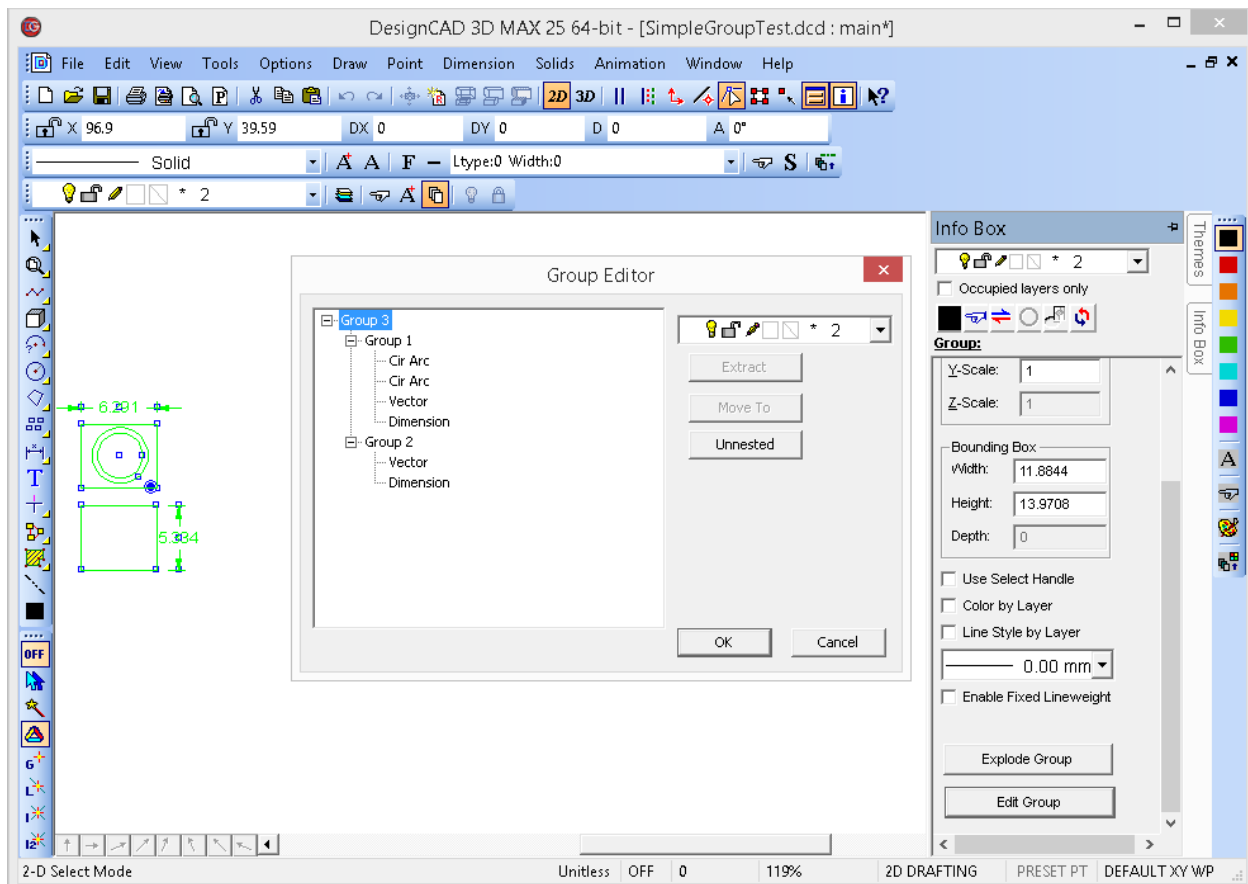 DesignCAD 3D MAX 25 64-bit - [SimpleGroupTest.dcd : main*]
File Edit View Tools Options Draw Point Dimension Solids Animation Window Help
2D 3D
X 96.9 Y 39.59 DX 0 DY 0 D 0 A 0°
Solid A A F Ltype:0 Width:0 S
* 2 A
Info Box
* 2
Occupied layers only
Group:
Y-Scale: 1
Z-Scale: 1
Bounding Box
Width: 11.8844
Height: 13.9708
Depth: 0
Use Select Handle
Color by Layer
Line Style by Layer
0.00 mm
Enable Fixed Lineweight
Explode Group
Edit Group
Themes
Info Box
A
Group Editor
Group 3
Group 1
Cir Arc
Cir Arc
Vector
Dimension
Group 2
Vector
Dimension
* 2
Extract
Move To
Unnested
OK Cancel
6.291
5.334
T
OFF
G
L
I
I2
2-D Select Mode Unitless OFF 0 119% 2D DRAFTING PRESET PT DEFAULT XY WP